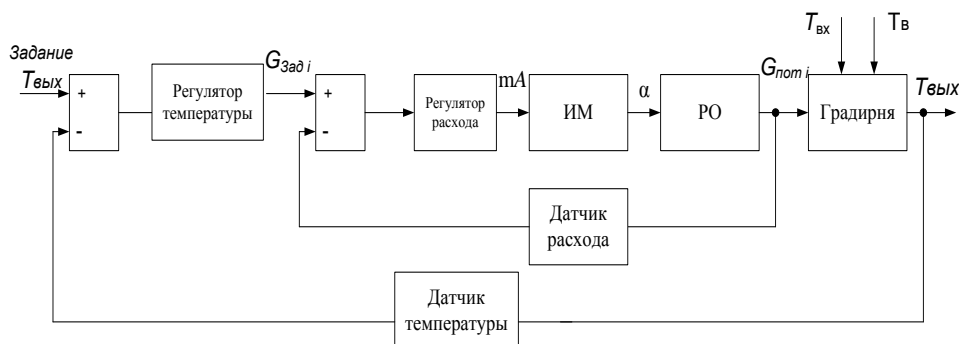 Задание
Tвых
+
-
Регулятор
температуры
GЗад i
+
-
Регулятор
расхода
mA
ИМ
α
РО
Gпот i
Tвх
Tв
Градирня
Tвых
Датчик
расхода
Датчик
температуры